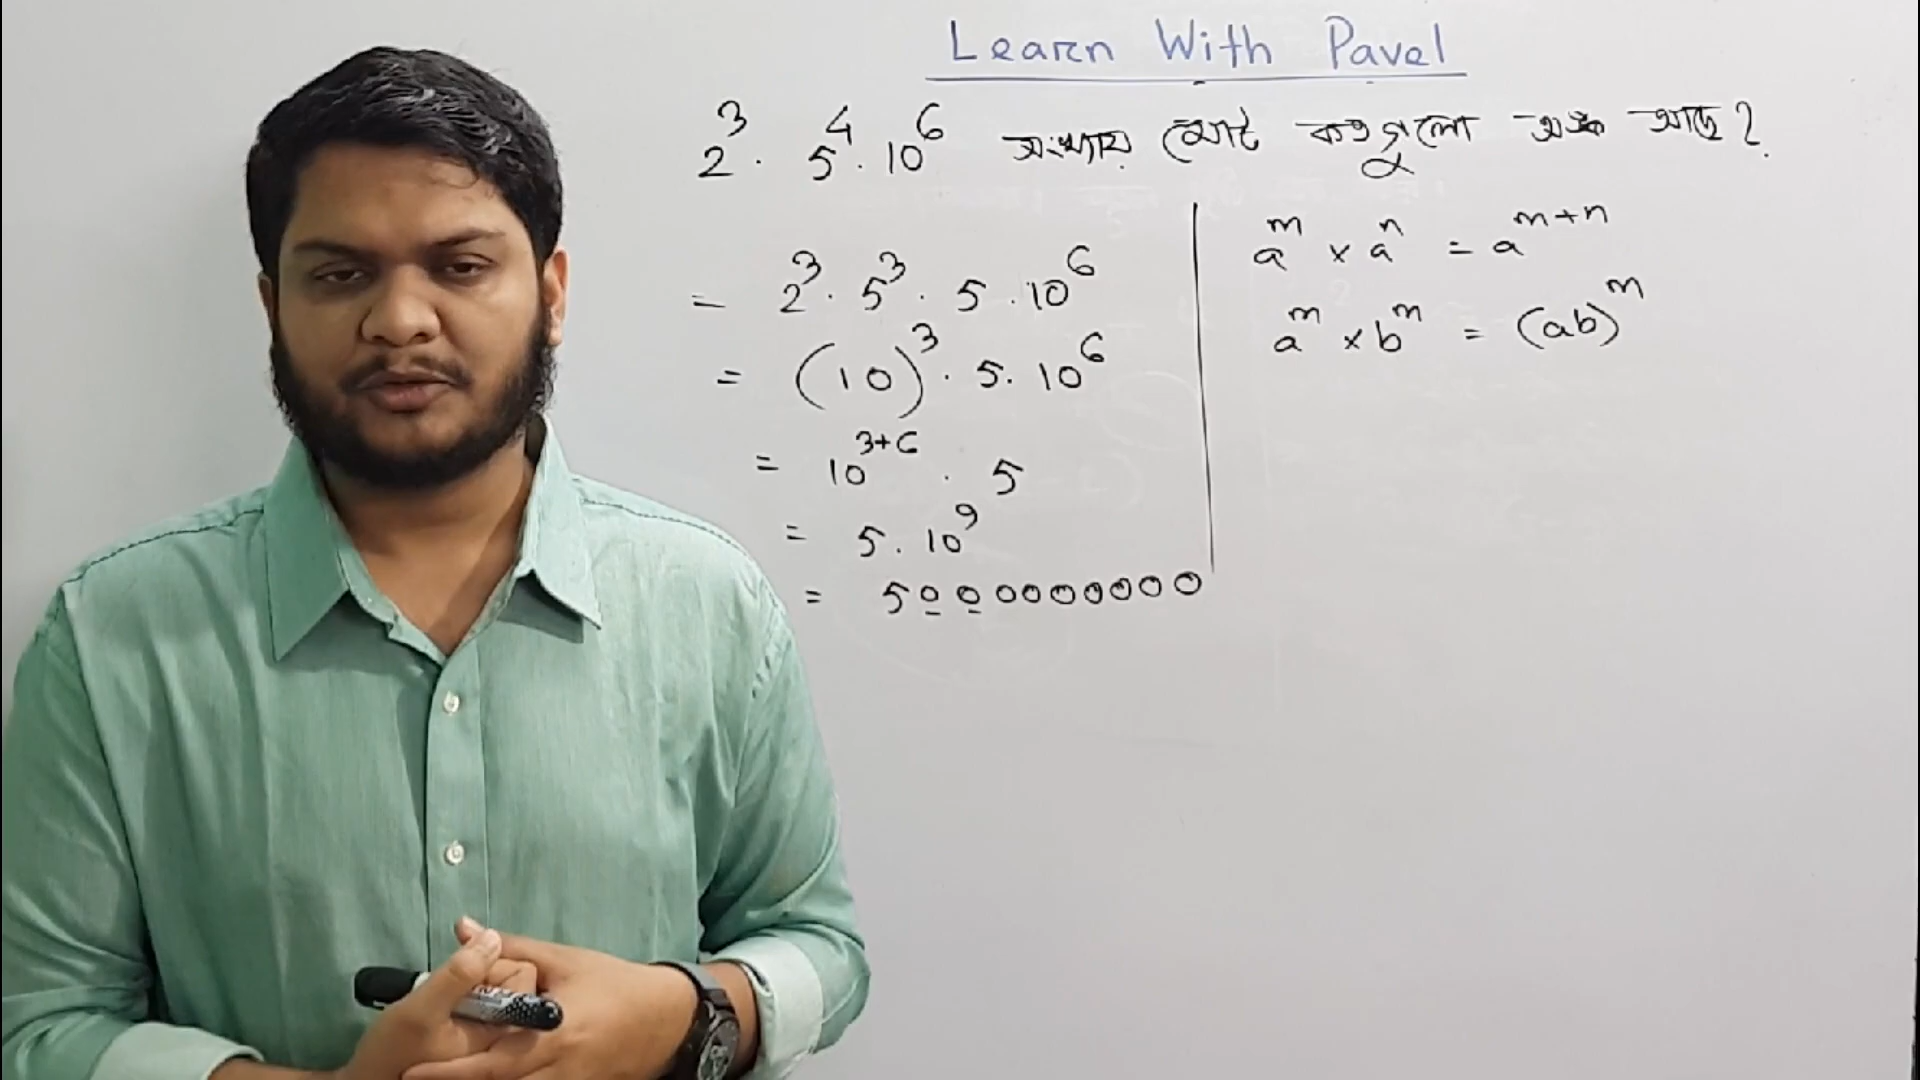 Learn With Pavel
2³ . 5⁴ . 10⁶ সংখ্যায় মোট কতগুলো অঙ্ক আছে ?
= 2³ . 5³ . 5 . 10⁶
= (10)³ . 5 . 10⁶
= 10³⁺⁶ . 5
= 5 . 10⁹
= 5000000000
aᵐ × aⁿ = aᵐ⁺ⁿ
aᵐ × bᵐ = (ab)ᵐ